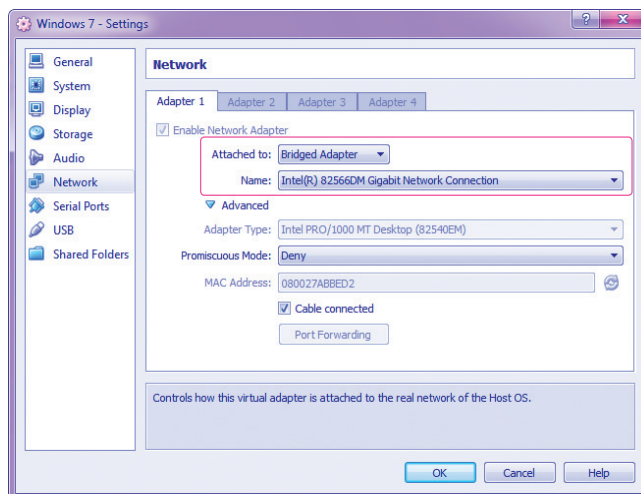 Windows 7 - Settings
General
System
Display
Storage
Audio
Network
Serial Ports
USB
Shared Folders
Network
Adapter 1 Adapter 2 Adapter 3 Adapter 4
Enable Network Adapter
Attached to: Bridged Adapter
Name: Intel(R) 82566DM Gigabit Network Connection
Advanced
Adapter Type: Intel PRO/1000 MT Desktop (82540EM)
Promiscuous Mode: Deny
MAC Address: 080027ABBED2
Cable connected
Port Forwarding
Controls how this virtual adapter is attached to the real network of the Host OS.
OK Cancel Help